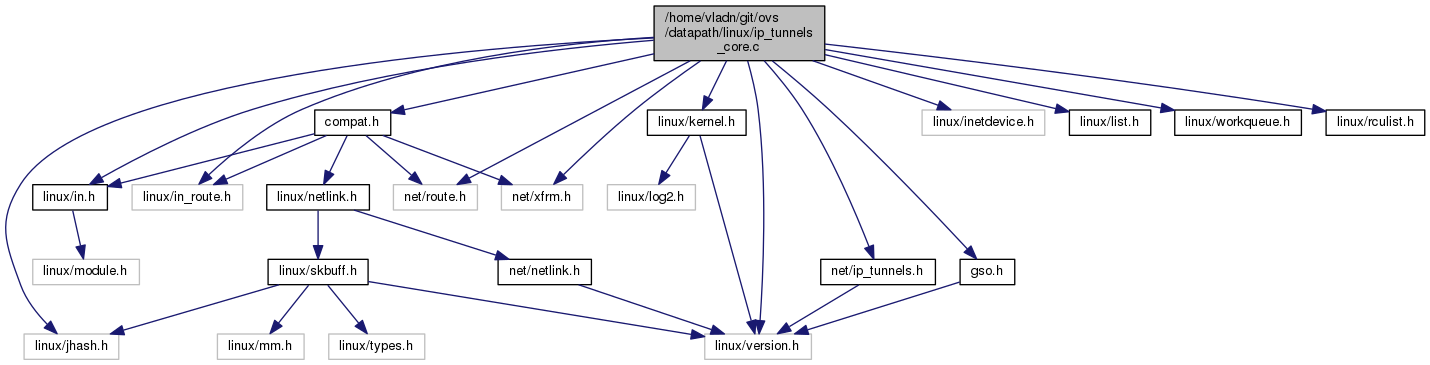 /home/vladn/git/ovs
/datapath/linux/ip_tunnels
_core.c
compat.h
linux/kernel.h
linux/inetdevice.h
linux/list.h
linux/workqueue.h
linux/rculist.h
linux/in.h
linux/in_route.h
linux/netlink.h
net/route.h
net/xfrm.h
linux/log2.h
linux/module.h
linux/skbuff.h
net/netlink.h
net/ip_tunnels.h
gso.h
linux/jhash.h
linux/mm.h
linux/types.h
linux/version.h